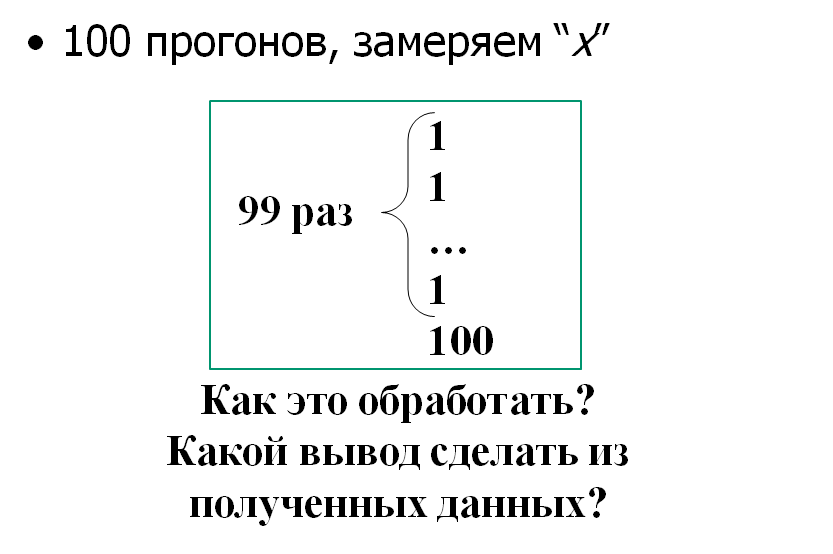 • 100 прогонов, замеряем “x”
1
1
99 раз
…
1
100
Как это обработать?
Какой вывод сделать из
полученных данных?